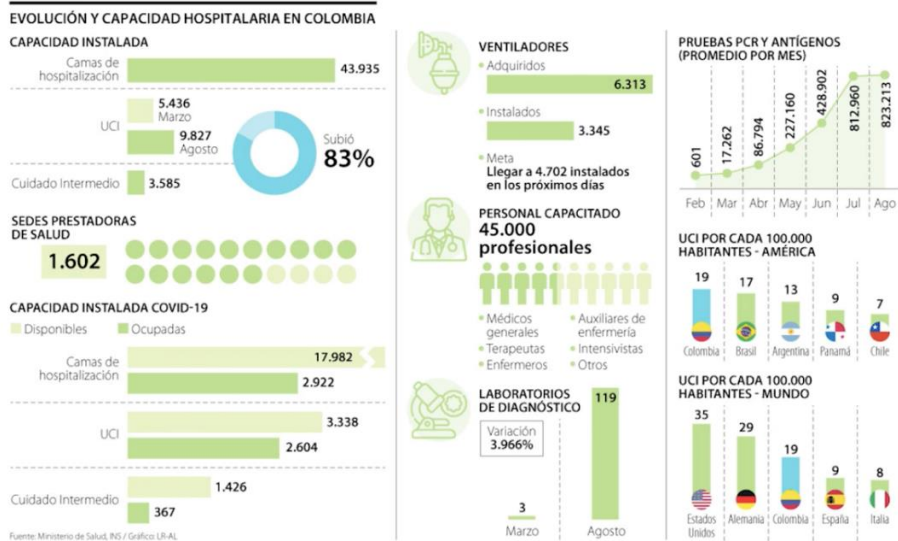 EVOLUCIÓN Y CAPACIDAD HOSPITALARIA EN COLOMBIA
CAPACIDAD INSTALADA
Camas de
hospitalización
43.935
UCI
5.436
Marzo
9.827
Agosto
Subió
83%
Cuidado Intermedio
3.585
SEDES PRESTADORAS
DE SALUD
1.602
CAPACIDAD INSTALADA COVID-19
Disponibles
Ocupadas
Camas de
hospitalización
17.982
2.922
UCI
3.338
2.604
Cuidado Intermedio
1.426
367
Fuente: Ministerio de Salud, INS / Gráfico: LR-AL
VENTILADORES
Adquiridos
6.313
Instalados
3.345
Meta
Llegar a 4.702 instalados
en los próximos días
PERSONAL CAPACITADO
45.000
profesionales
Médicos
generales
Terapeutas
Enfermeros
Auxiliares de
enfermería
Intensivistas
Otros
LABORATORIOS
DE DIAGNÓSTICO
Variación
3.966%
3
119
Marzo
Agosto
PRUEBAS PCR Y ANTÍGENOS
(PROMEDIO POR MES)
601
17.262
86.794
227.160
428.902
812.960
823.213
Feb Mar Abr May Jun Jul Ago
UCI POR CADA 100.000
HABITANTES - AMÉRICA
19 17 13 9 7
Colombia Brasil Argentina Panamá Chile
UCI POR CADA 100.000
HABITANTES - MUNDO
35 29 19 9 8
Estados
Unidos
Alemania Colombia España Italia